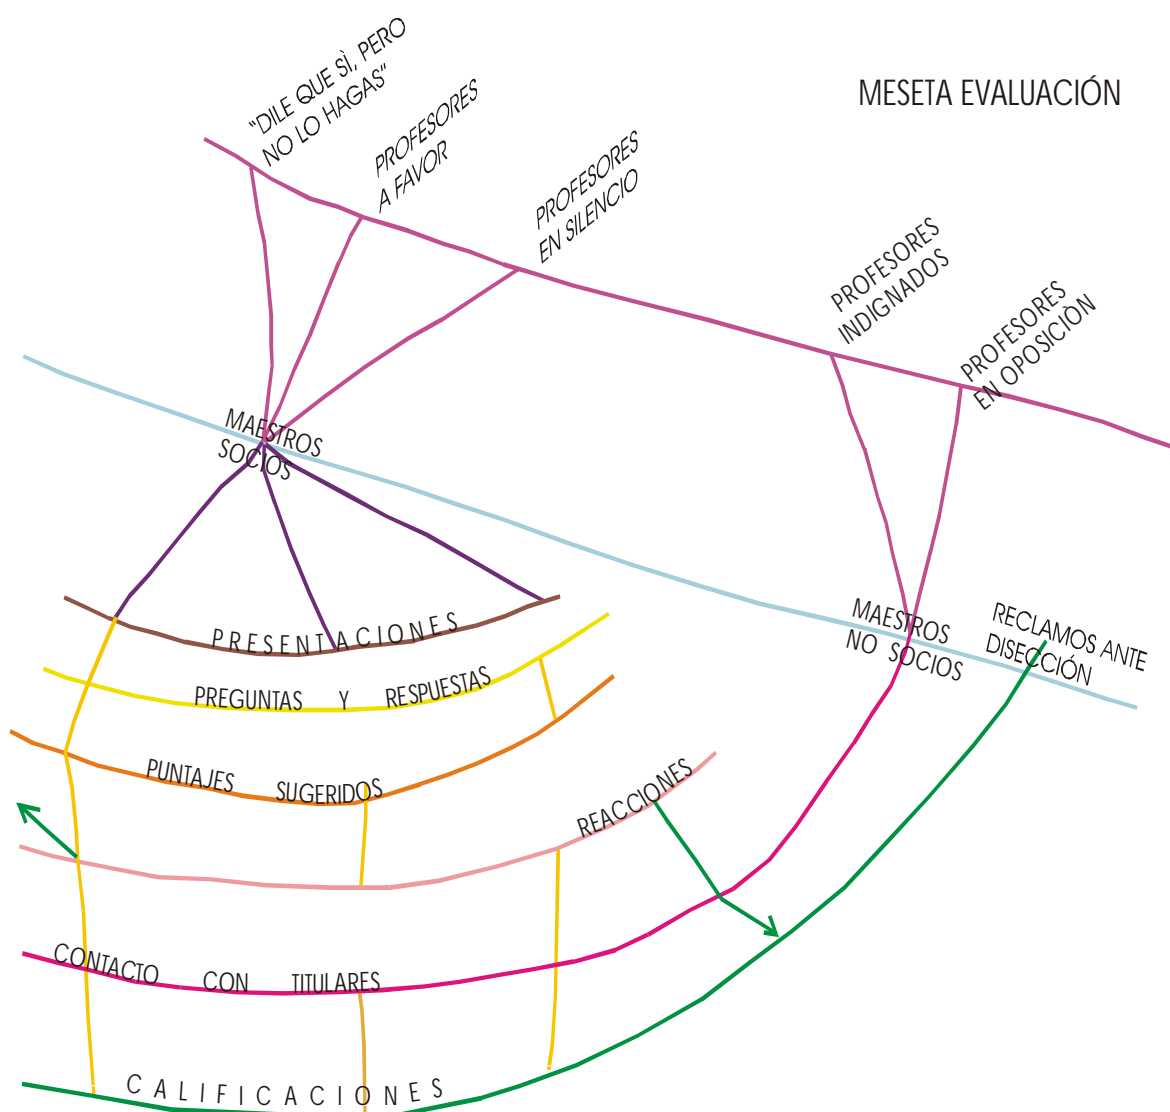 "DILE QUE SÌ, PERO
NO LO HAGAS"
MESETA EVALUACIÓN
PROFESORES
A FAVOR
PROFESORES
EN SILENCIO
PROFESORES
INDIGNADOS
PROFESORES
EN OPOSICIÒN
MAESTROS
SOCIOS
MAESTROS
NO SOCIOS
RECLAMOS ANTE
DISECCIÓN
PRESENTACIONES
PREGUNTAS Y RESPUESTAS
PUNTAJES SUGERIDOS
REACCIONES
CONTACTO CON TITULARES
CALIFICACIONES